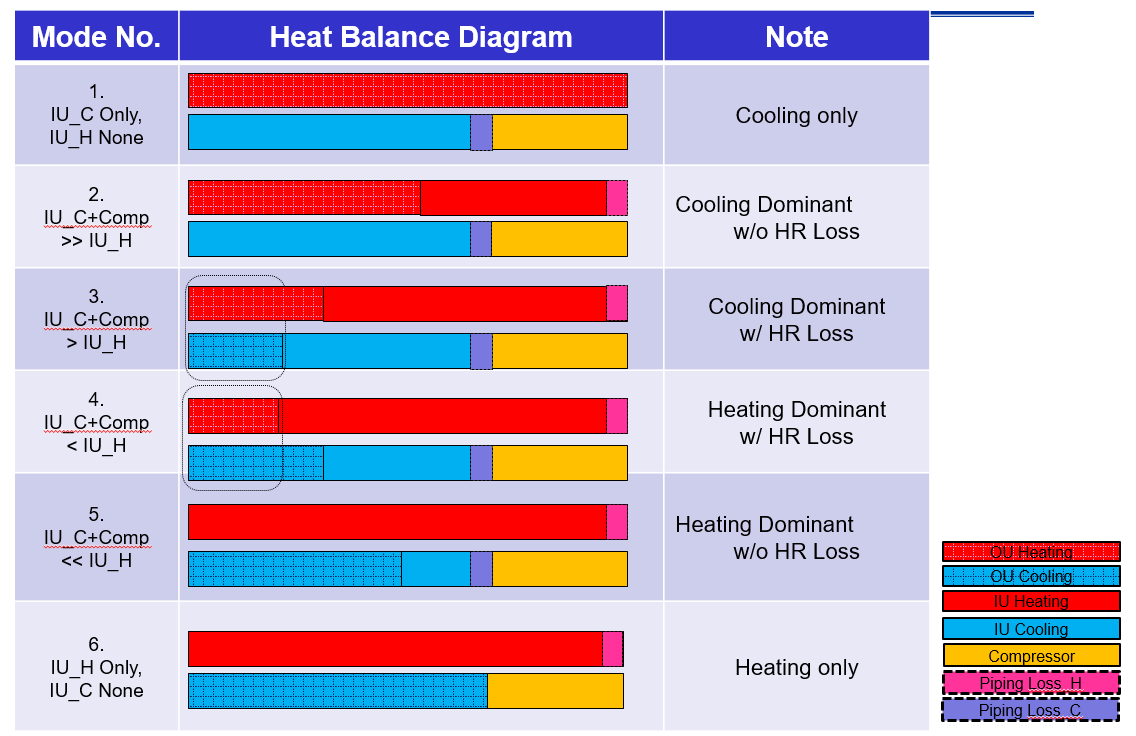 Mode No.
Heat Balance Diagram
Note
1.
IU_C Only,
IU_H None
Cooling only
2.
IU_C+Comp
>> IU_H
Cooling Dominant
w/o HR Loss
3.
IU_C+Comp
> IU_H
Cooling Dominant
w/ HR Loss
4.
IU_C+Comp
< IU_H
Heating Dominant
w/ HR Loss
5.
IU_C+Comp
<< IU_H
Heating Dominant
w/o HR Loss
6.
IU_H Only,
IU_C None
Heating only
OU Heating
OU Cooling
IU Heating
IU Cooling
Compressor
Piping Loss_H
Piping Loss_C